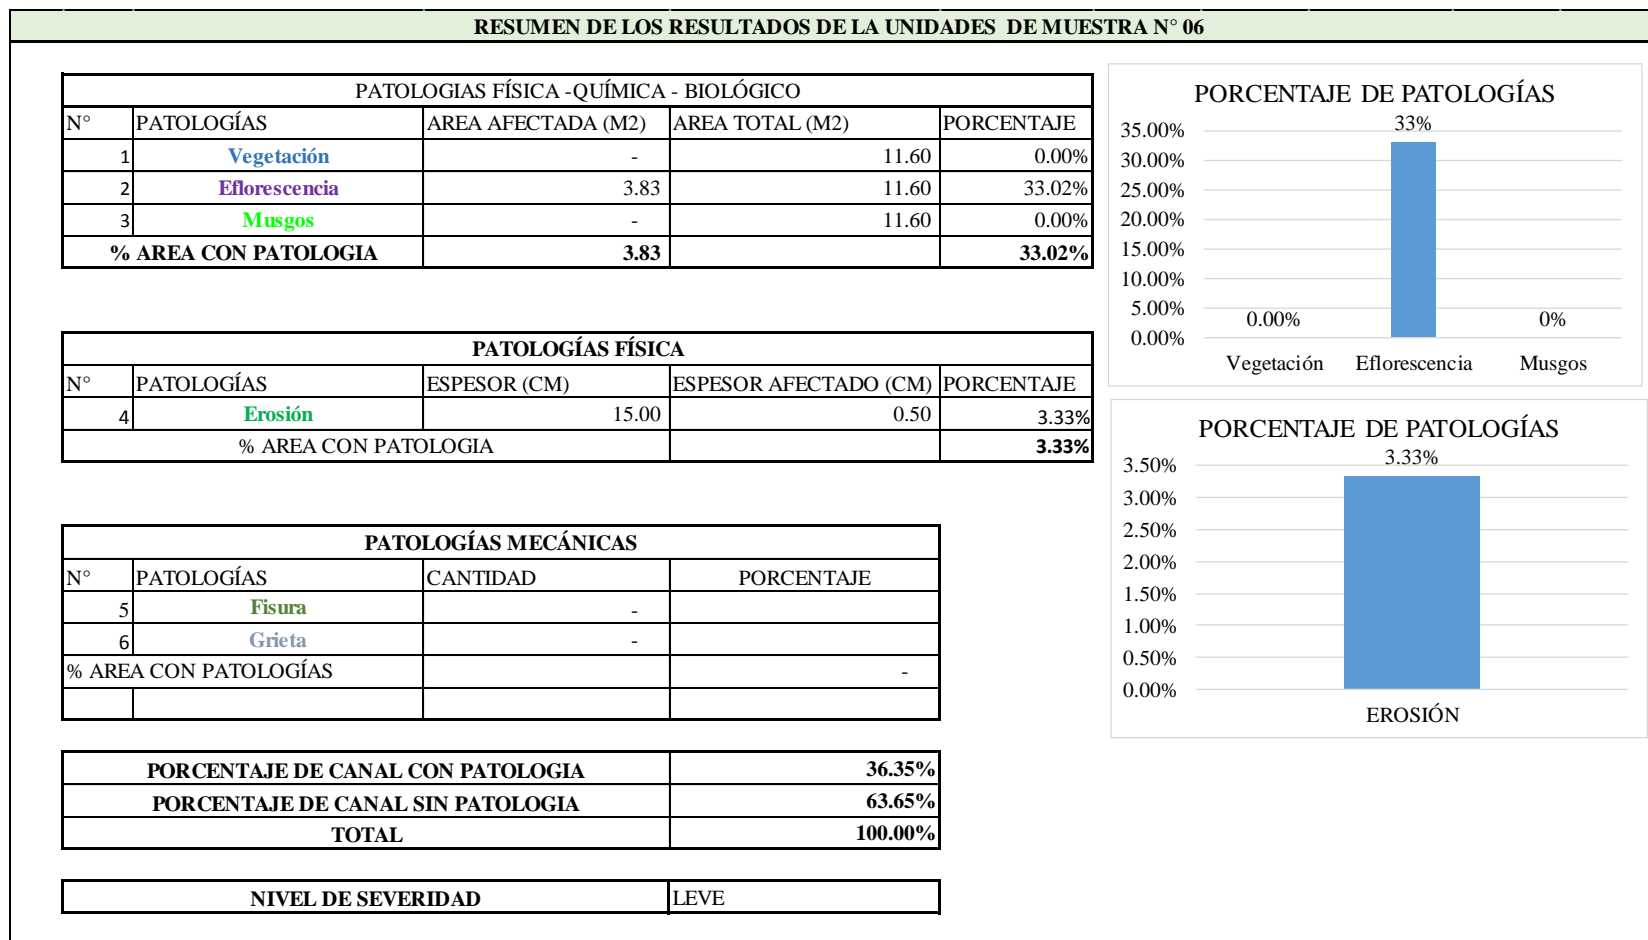 RESUMEN DE LOS RESULTADOS DE LA UNIDADES DE MUESTRA N° 06
PATOLOGIAS FÍSICA -QUÍMICA - BIOLÓGICO
N° PATOLOGÍAS AREA AFECTADA (M2) AREA TOTAL (M2) PORCENTAJE
1 Vegetación - 11.60 0.00%
2 Eflorescencia 3.83 11.60 33.02%
3 Musgos - 11.60 0.00%
% AREA CON PATOLOGIA 3.83 33.02%
PATOLOGÍAS FÍSICA
N° PATOLOGÍAS ESPESOR (CM) ESPESOR AFECTADO (CM) PORCENTAJE
4 Erosión 15.00 0.50 3.33%
% AREA CON PATOLOGIA 3.33%
PATOLOGÍAS MECÁNICAS
N° PATOLOGÍAS CANTIDAD PORCENTAJE
5 Fisura -
6 Grieta -
% AREA CON PATOLOGÍAS -
PORCENTAJE DE CANAL CON PATOLOGIA 36.35%
PORCENTAJE DE CANAL SIN PATOLOGIA 63.65%
TOTAL 100.00%
NIVEL DE SEVERIDAD LEVE
PORCENTAJE DE PATOLOGÍAS
33%
35.00%
30.00%
25.00%
20.00%
15.00%
10.00%
5.00%
0.00%
0.00% 0%
Vegetación Eflorescencia Musgos
PORCENTAJE DE PATOLOGÍAS
3.33%
3.50%
3.00%
2.50%
2.00%
1.50%
1.00%
0.50%
0.00%
EROSIÓN